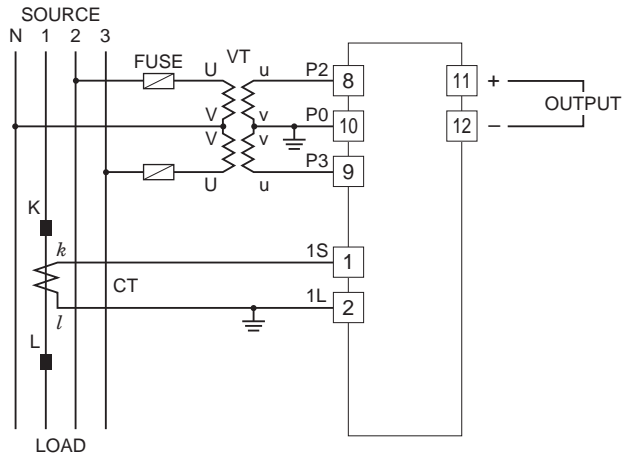 SOURCE
N 1 2 3
FUSE
VT
U
u
P2
8
11
+
OUTPUT
V
v
P0
10
12
–
V
v
U
u
P3
9
K
k
1S
1
CT
l
1L
2
L
LOAD